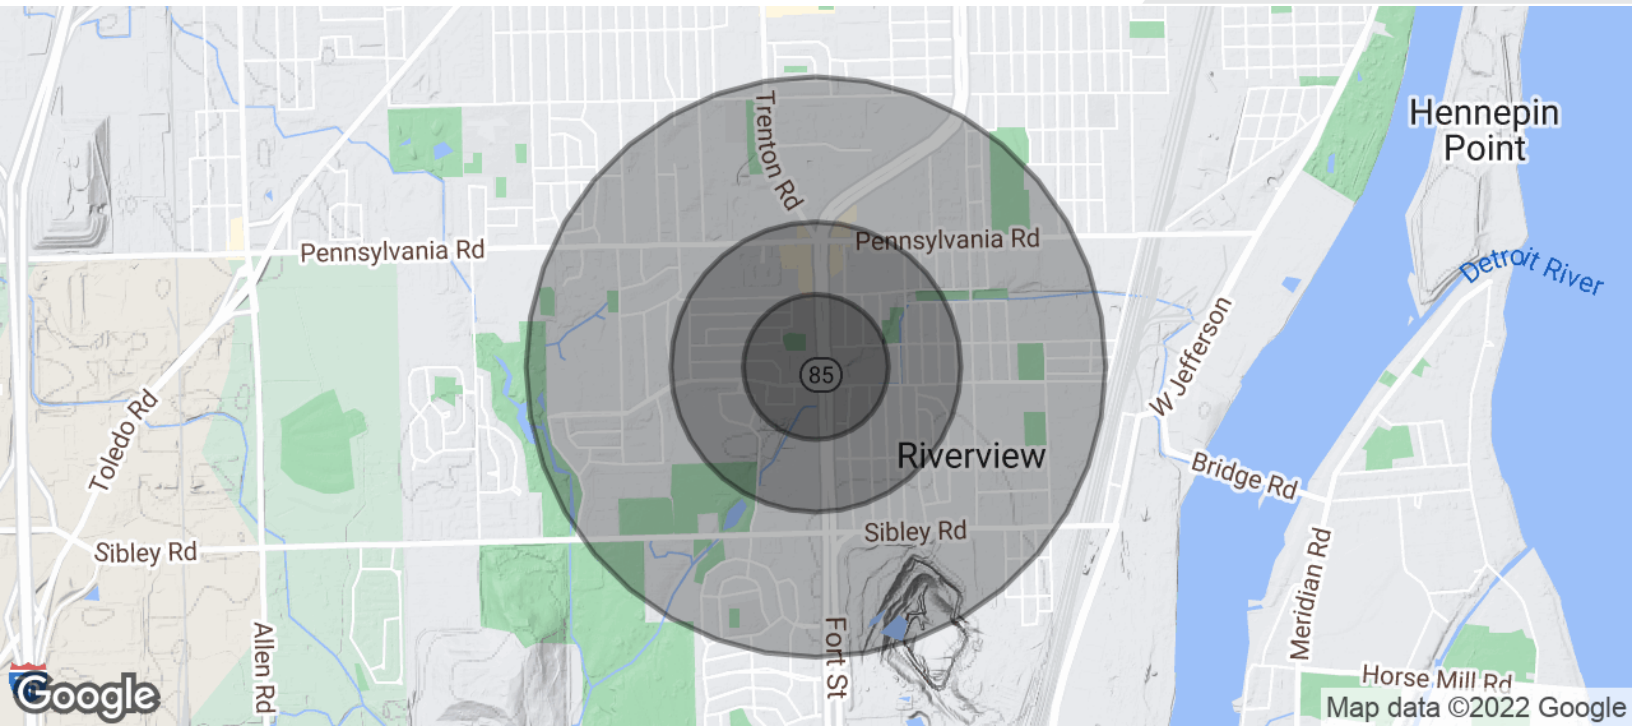 Trenton Rd
Hennepin
Point
Pennsylvania Rd
Pennsylvania Rd
Detroit River
85
W Jefferson
Toledo Rd
Riverview
Bridge Rd
Sibley Rd
Sibley Rd
Meridian Rd
Allen Rd
Fort St
Horse Mill Rd
Google
Map data ©2022 Google